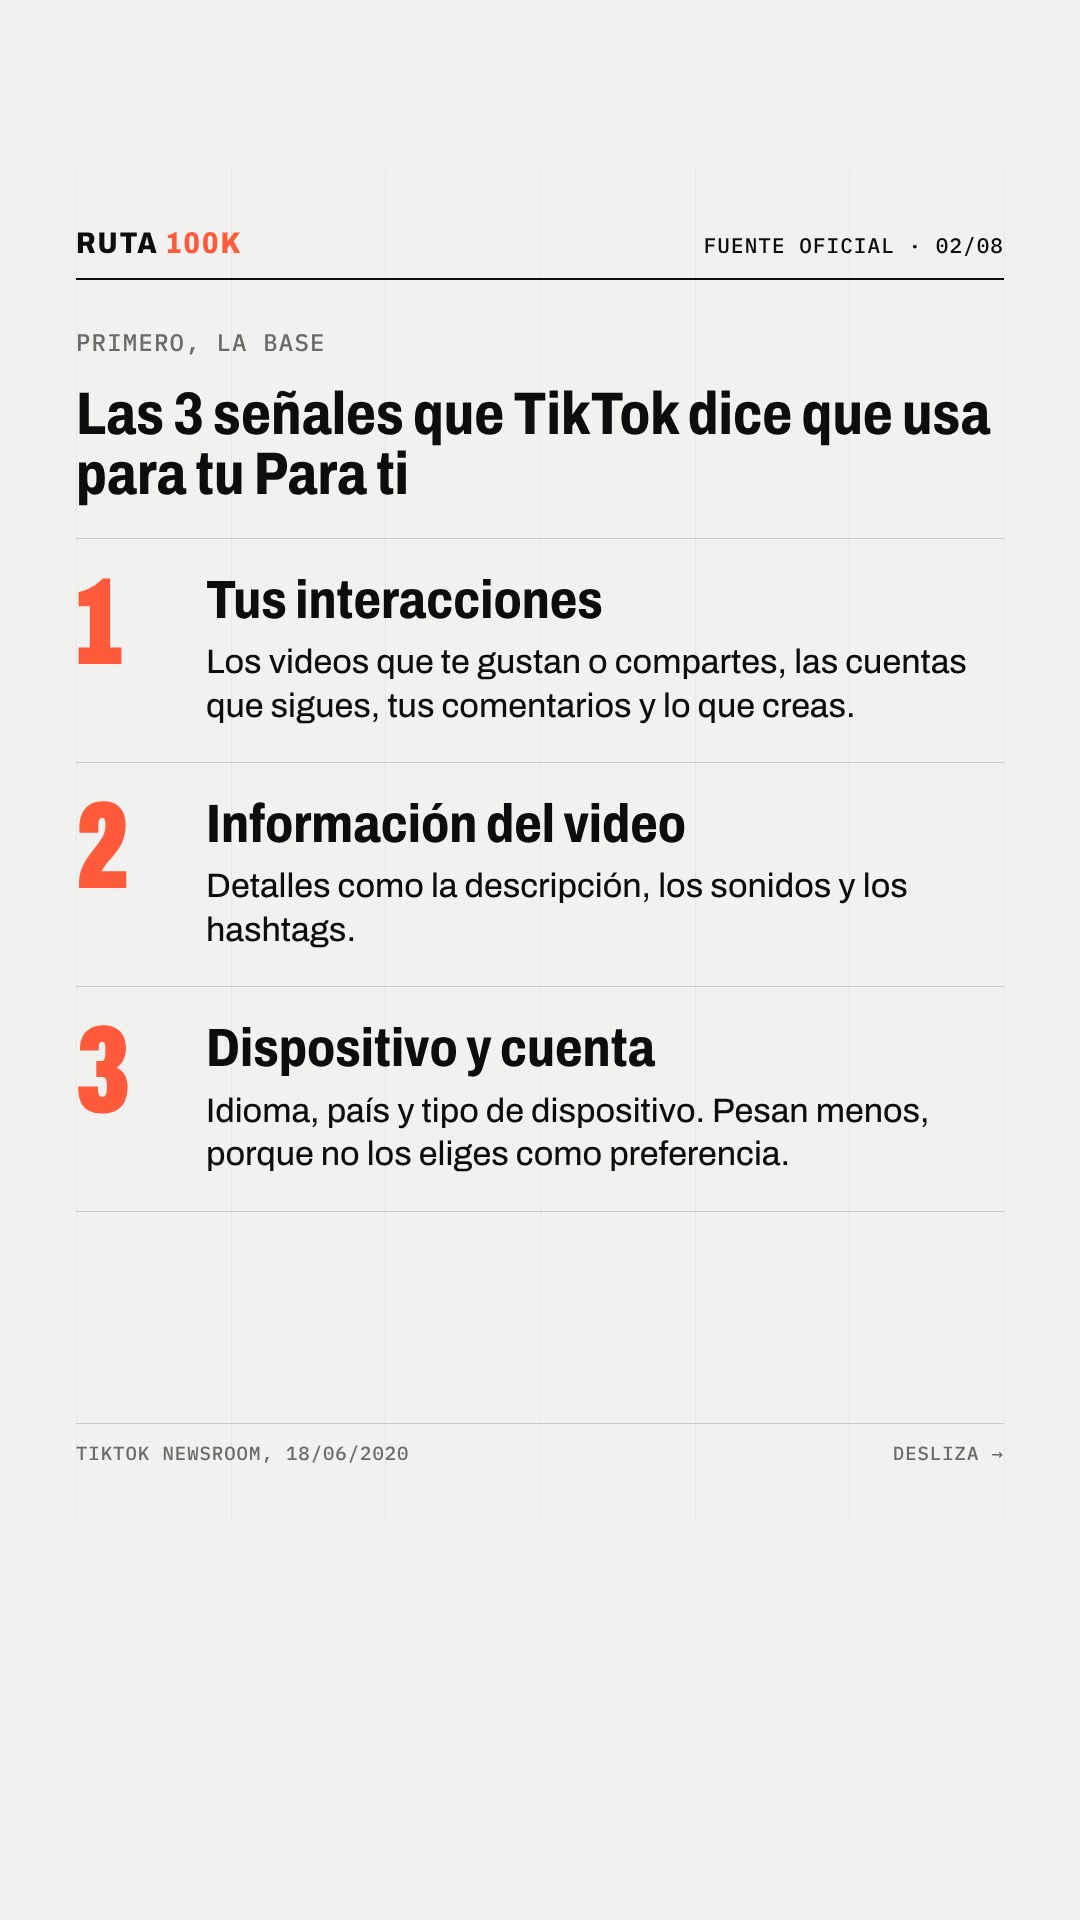 RUTA 100K
FUENTE OFICIAL · 02/08
PRIMERO, LA BASE
Las 3 señales que TikTok dice que usa
para tu Para ti
1
Tus interacciones
Los videos que te gustan o compartes, las cuentas
que sigues, tus comentarios y lo que creas.
2
Información del video
Detalles como la descripción, los sonidos y los
hashtags.
3
Dispositivo y cuenta
Idioma, país y tipo de dispositivo. Pesan menos,
porque no los eliges como preferencia.
TIKTOK NEWSROOM, 18/06/2020
DESLIZA →